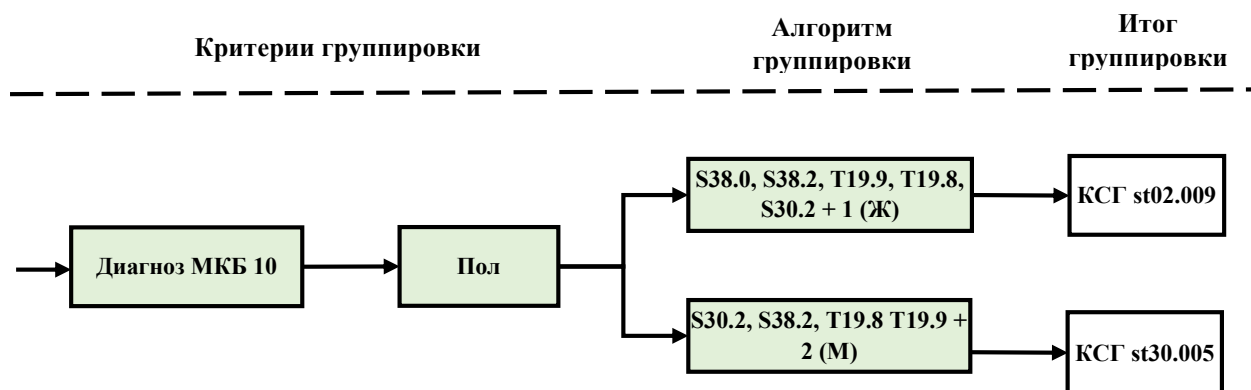 Критерии группировки
Алгоритм
группировки
Итог
группировки
S38.0, S38.2, T19.9, T19.8,
S30.2 + 1 (Ж)
КСГ st02.009
Диагноз МКБ 10
Пол
S30.2, S38.2, T19.8 T19.9 +
2 (М)
КСГ st30.005